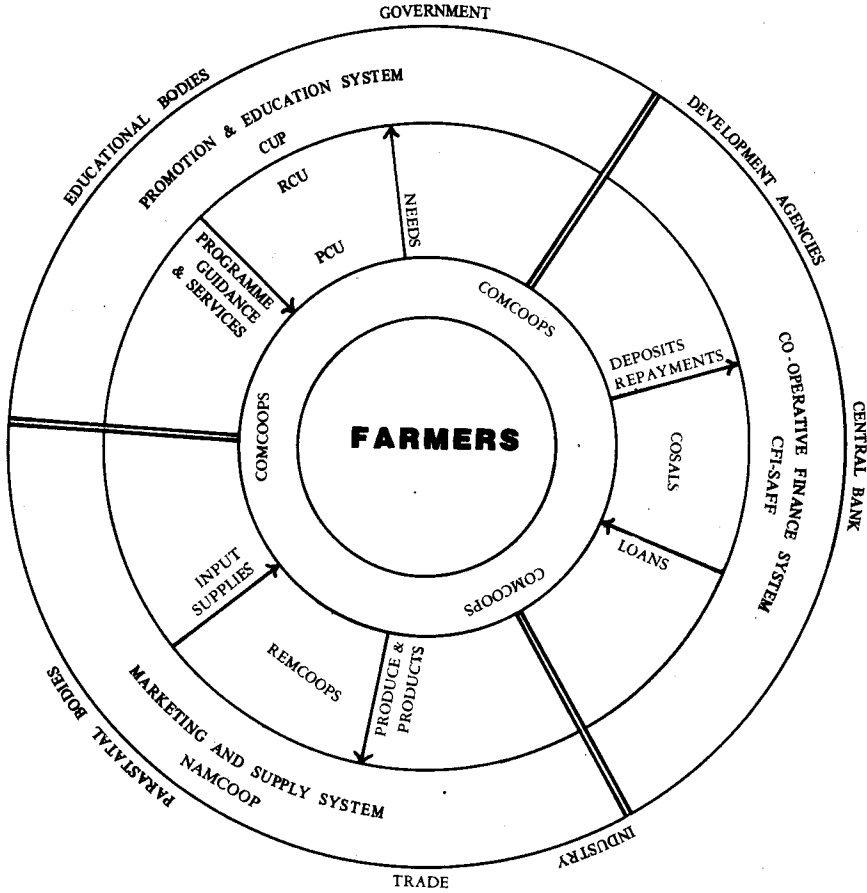 GOVERNMENT
EDUCATIONAL BODIES
DEVELOPMENT AGENCIES
CENTRAL BANK
INDUSTRY
TRADE
PARASTATAL BODIES
PROMOTION & EDUCATION SYSTEM
CUP
RCU
PCU
NEEDS
PROGRAMME
GUIDANCE
& SERVICES
COMCOOPS
DEPOSITS
REPAYMENTS
CO-OPERATIVE FINANCE SYSTEM
CFI-SAFF
COSALS
LOANS
COMCOOPS
FARMERS
COMCOOPS
INPUT
SUPPLIES
REMCOOPS
PRODUCE &
PRODUCTS
MARKETING AND SUPPLY SYSTEM
NAMCOOP